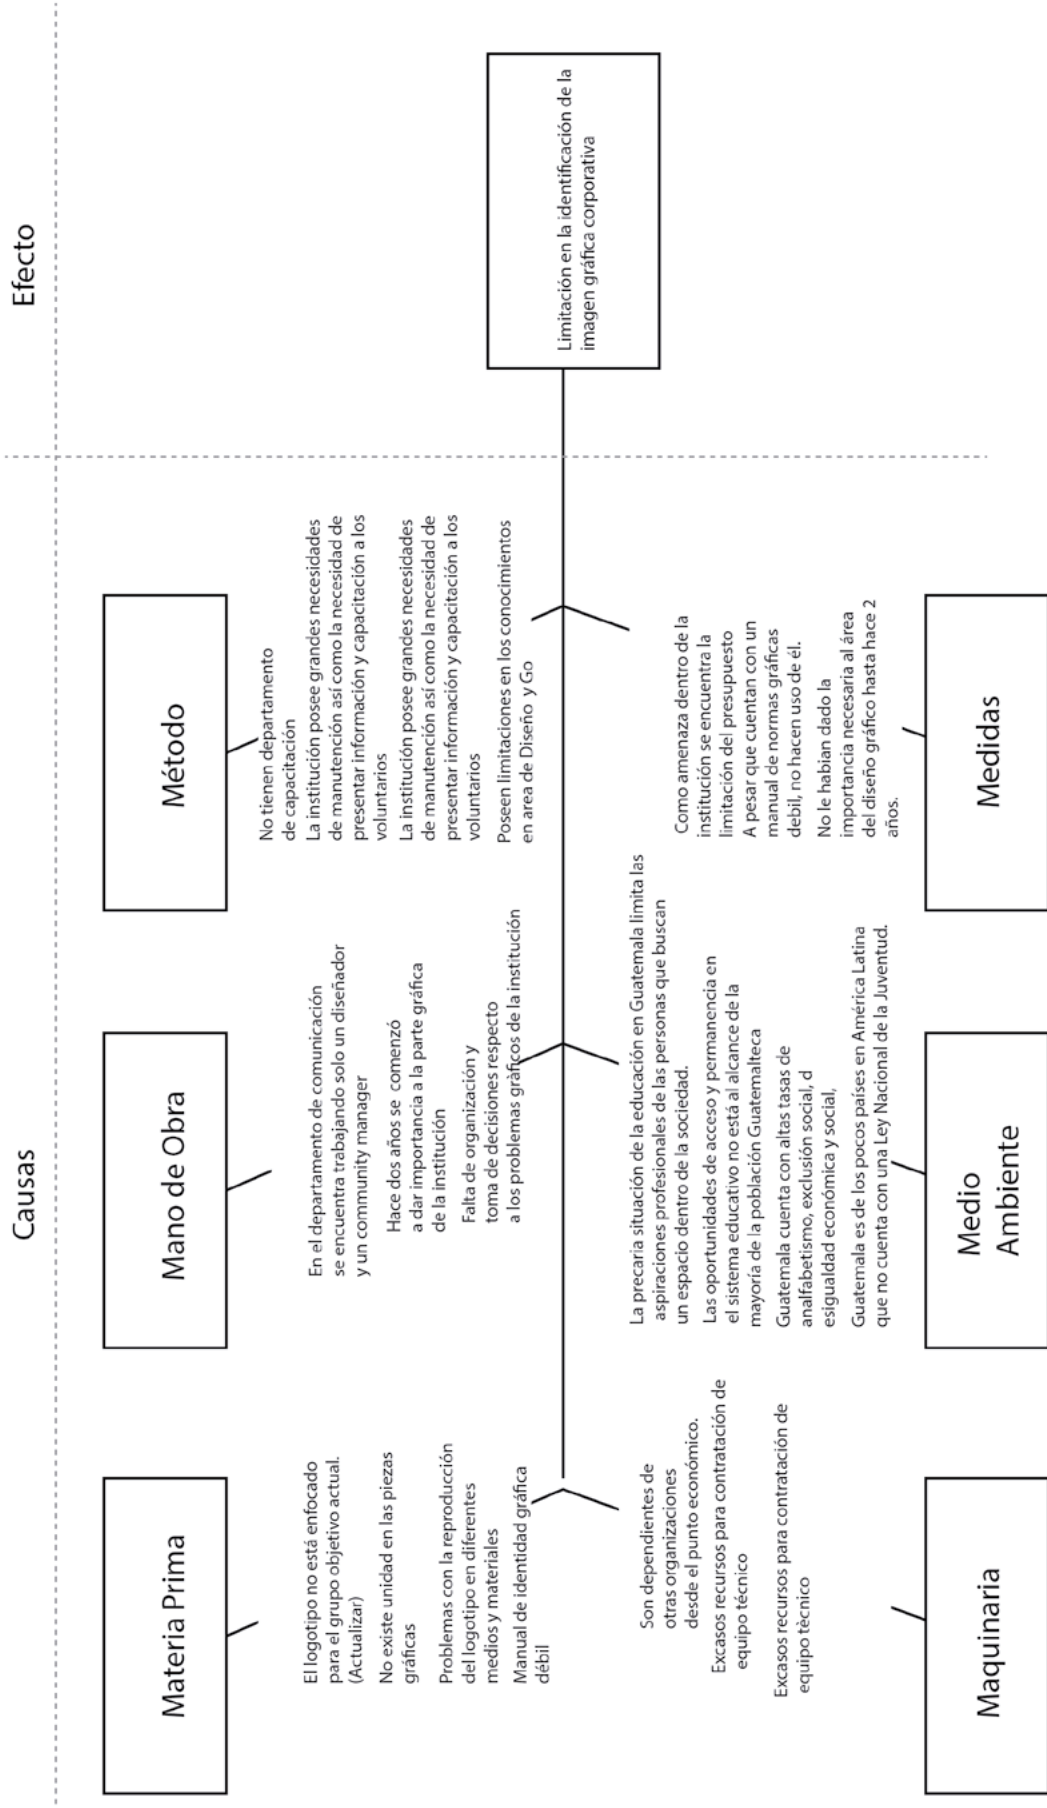 Causas
Efecto
Materia Prima
El logotipo no está enfocado
para el grupo objetivo actual.
(Actualizar)
No existe unidad en las piezas
gráficas
Problemas con la reproducción
del logotipo en diferentes
medios y materiales
Manual de identidad gráfica
débil
Mano de Obra
En el departamento de comunicación
se encuentra trabajando solo un diseñador
y un community manager
Hace dos años se comenzó
a dar importancia a la parte gráfica
de la institución
Falta de organización y
toma de decisiones respecto
a los problemas gràficos de la institución
Método
No tienen departamento
de capacitación
La institución posee grandes necesidades
de manutención así como la necesidad de
presentar información y capacitación a los
voluntarios
La institución posee grandes necesidades
de manutención así como la necesidad de
presentar información y capacitación a los
voluntarios
Poseen limitaciones en los conocimientos
en area de Diseño y Go
Limitación en la identificación de la
imagen gráfica corporativa
Son dependientes de
otras organizaciones
desde el punto económico.
Excasos recursos para contratación de
equipo técnico
Excasos recursos para contratación de
equipo tècnico
Maquinaria
La precaria situación de la educación en Guatemala limita las
aspiraciones profesionales de las personas que buscan
un espacio dentro de la sociedad.
Las oportunidades de acceso y permanencia en
el sistema educativo no está al alcance de la
mayoría de la población Guatemalteca
Guatemala cuenta con altas tasas de
analfabetismo, exclusión social, d
esigualdad económica y social,
Guatemala es de los pocos países en América Latina
que no cuenta con una Ley Nacional de la Juventud.
Medio
Ambiente
Como amenaza dentro de la
institución se encuentra la
limitación del presupuesto
A pesar que cuentan con un
manual de normas gráficas
debil, no hacen uso de él.
No le habian dado la
importancia necesaria al área
del diseño gráfico hasta hace 2
años.
Medidas